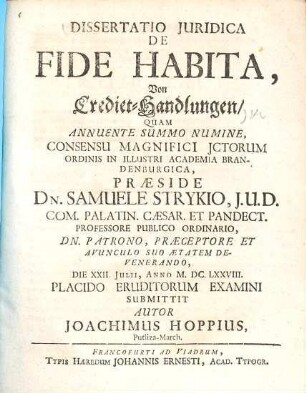 DISSERTATIO JURIDICA
DE
FIDE HABITA,
Von
Crediet-Handlungen/
QUAM
ANNUENTE SUMMO NUMINE,
CONSENSU MAGNIFICI JCTORUM
ORDINIS IN ILLUSTRI ACADEMIA BRAN-
DENBURGICA,
PRÆSIDE
DN. SAMUELE STRYKIO, J.U.D.
COM. PALATIN. CÆSAR. ET PANDECT.
PROFESSORE PUBLICO ORDINARIO,
DN. PATRONO, PRÆCEPTORE ET
AVUNCULO SUO ÆTATEM DE-
VENERANDO,
DIE XXII. JULII, ANNO M. DC. LXXVIII.
PLACIDO ERUDITORUM EXAMINI
SUBMITTIT
AUTOR
JOACHIMUS HOPPIUS,
Putliza-March.
FRANCOFURTI AD VIADRUM,
TYPIS HÆREDUM JOHANNIS ERNESTI, ACAD. TYPOGR.